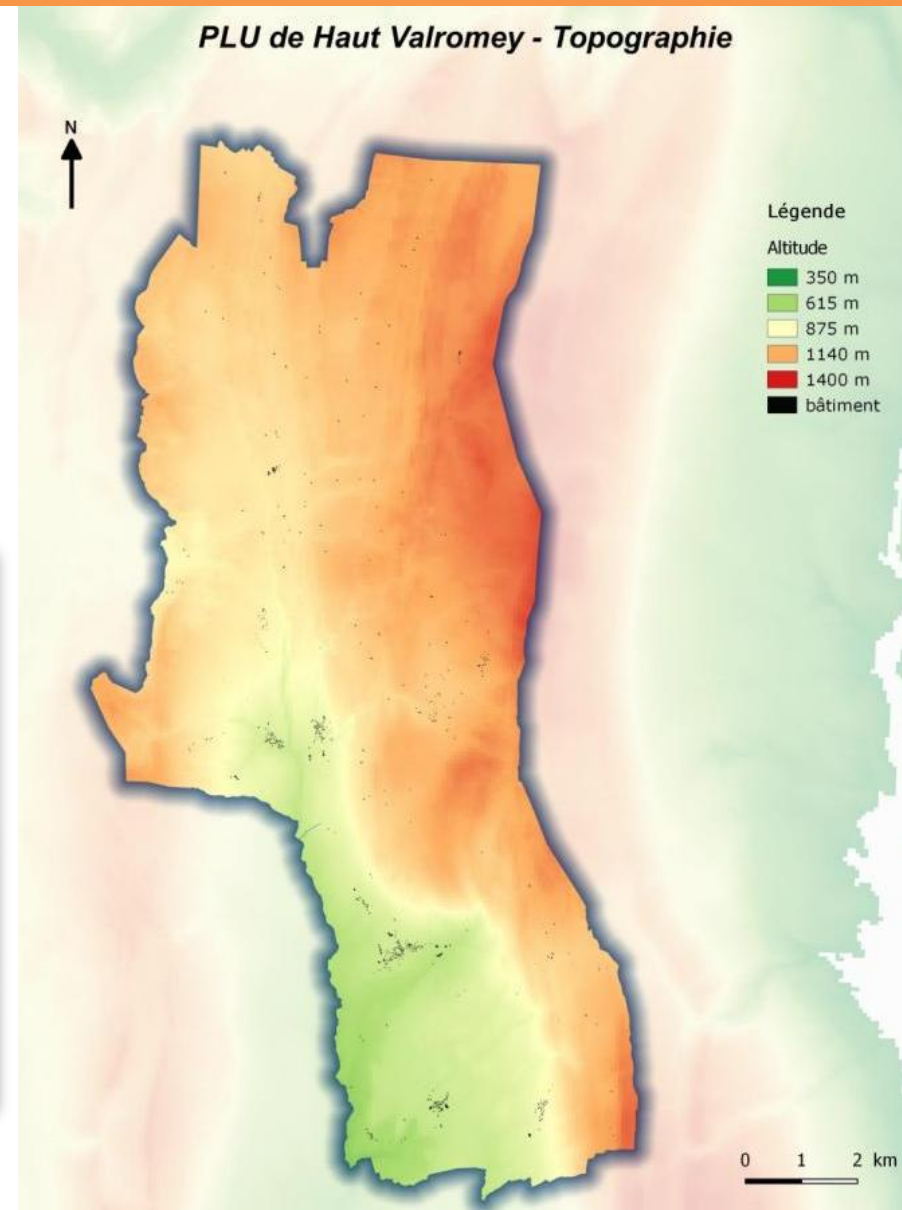 PLU de Haut Valromey - Topographie
N
Légende
Altitude
350 m
615 m
875 m
1140 m
1400 m
bâtiment
0 1 2 km